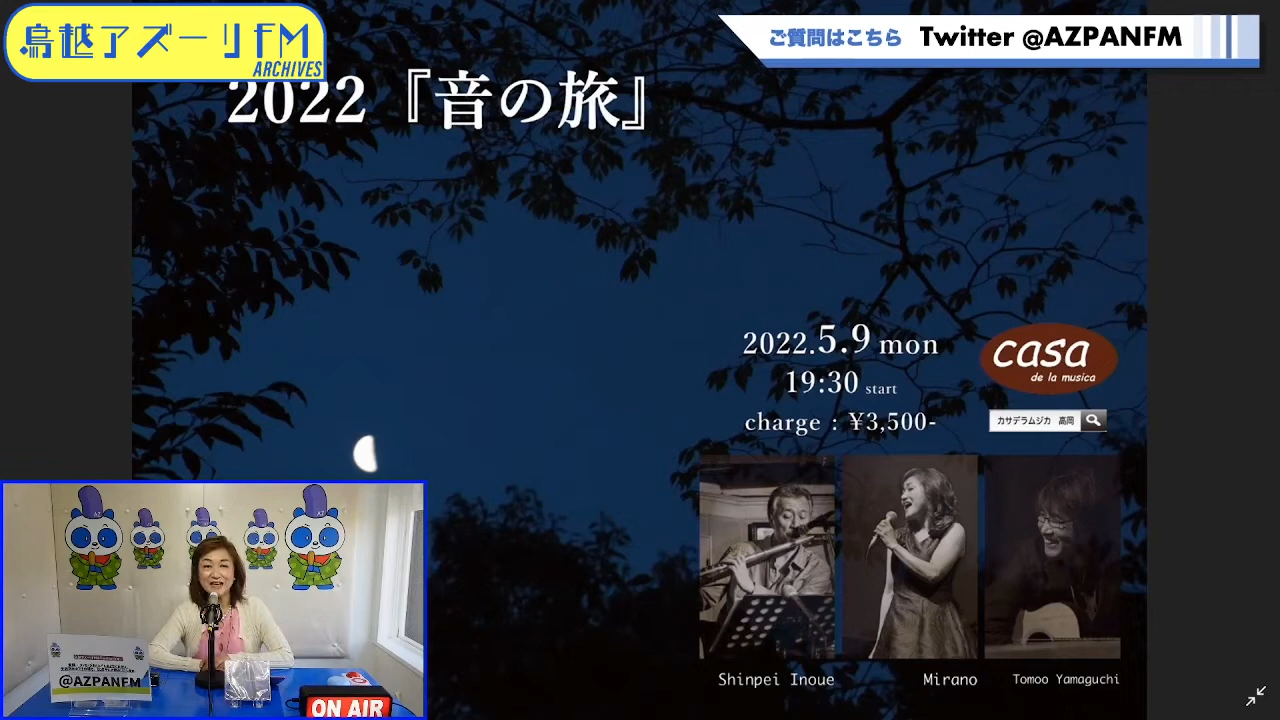 鳥越アズーリFM
ARCHIVES
ご質問はこちら Twitter @AZPANFM
2022『音の旅』
2022.5.9 mon
19:30 start
charge : ¥3,500-
casa
de la musica
カサデラムジカ 高岡
Shinpei Inoue
Mirano
Tomoo Yamaguchi
@AZPANFM
ON AIR